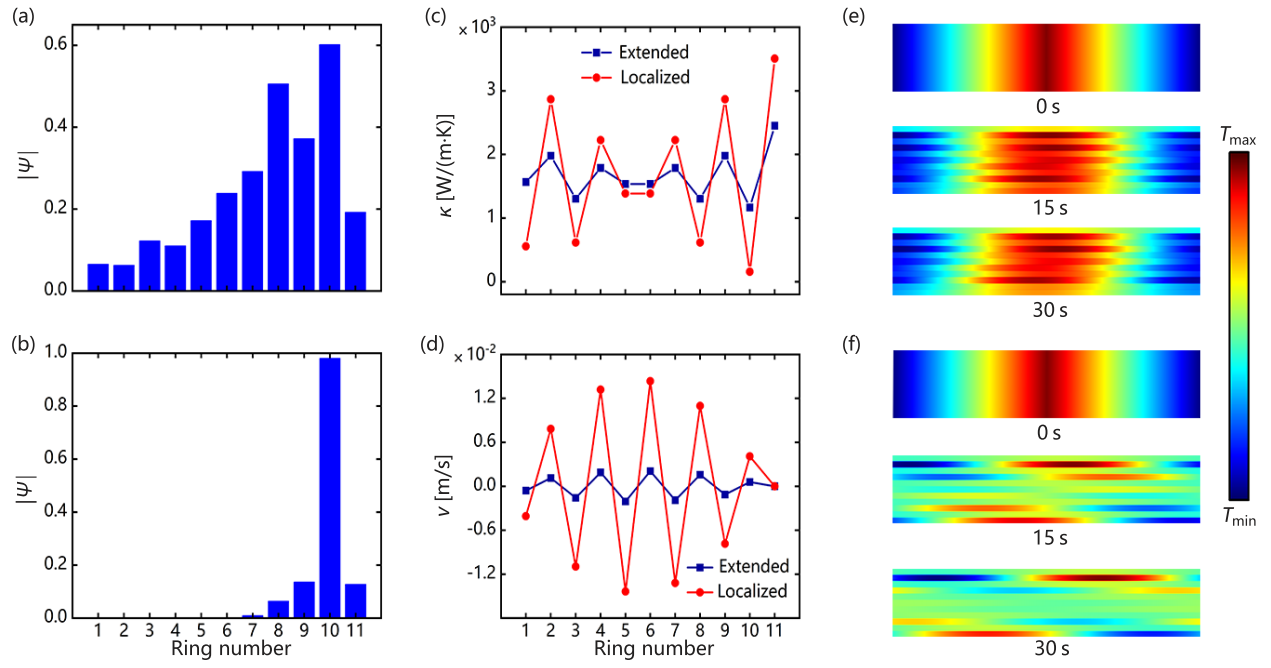 (a)
0.6
0.4
0.2
0.0
|Ψ|
(b)
1.0
0.8
0.6
0.4
0.2
0.0
|Ψ|
1 2 3 4 5 6 7 8 9 10 11
Ring number
(c)
× 10³
3
2
1
0
κ [W/(m·K)]
Extended
Localized
(d)
× 10⁻²
1.2
0.6
0.0
-0.6
-1.2
v [m/s]
Extended
Localized
1 2 3 4 5 6 7 8 9 10 11
Ring number
(e)
0 s
15 s
30 s
(f)
0 s
15 s
30 s
Tmax
Tmin